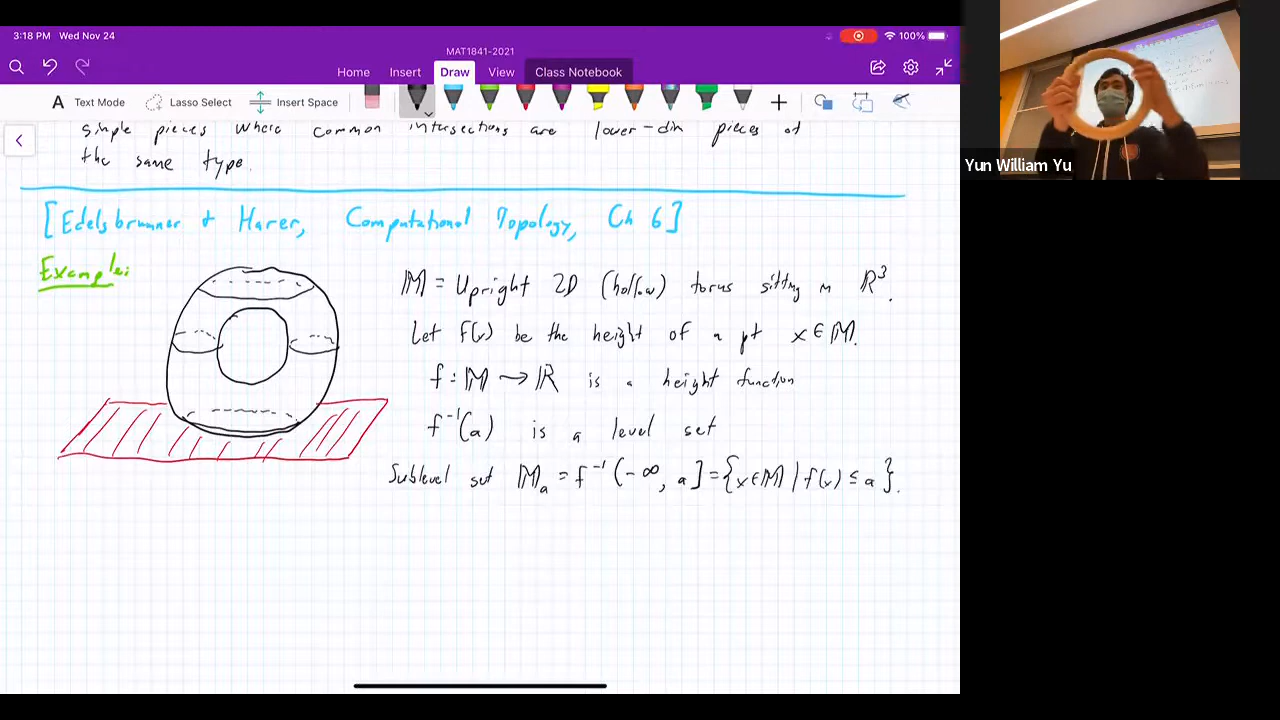 3:18 PM Wed Nov 24
100%
MAT1841-2021
Home Insert Draw View Class Notebook
Text Mode Lasso Select Insert Space
simple pieces where common intersections are lower-dim pieces of
the same type.
[Edelsbrunner + Harer, Computational Topology, Ch 6]
Example:
𝕄 = Upright 2D (hollow) torus sitting in ℝ³.
Let f(x) be the height of a pt x ∈ 𝕄.
f : 𝕄 → ℝ is a height function
f⁻¹(a) is a level set
Sublevel set 𝕄ₐ = f⁻¹(-∞, a] = {x ∈ 𝕄 | f(x) ≤ a}.
Yun William Yu